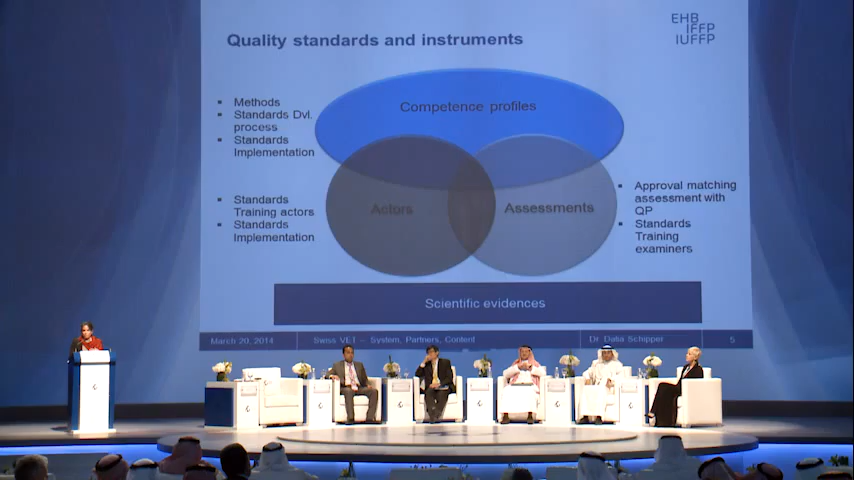 EHB
IFFP
IUFFP
Quality standards and instruments
Methods
Standards Dvl.
process
Standards
Implementation
Competence profiles
Standards
Training actors
Standards
Implementation
Actors
Assessments
Approval matching
assessment with
QP
Standards
Training
examiners
Scientific evidences
March 20, 2014
Swiss VET – System, Partners, Content
Dr. Dalia Schipper
5